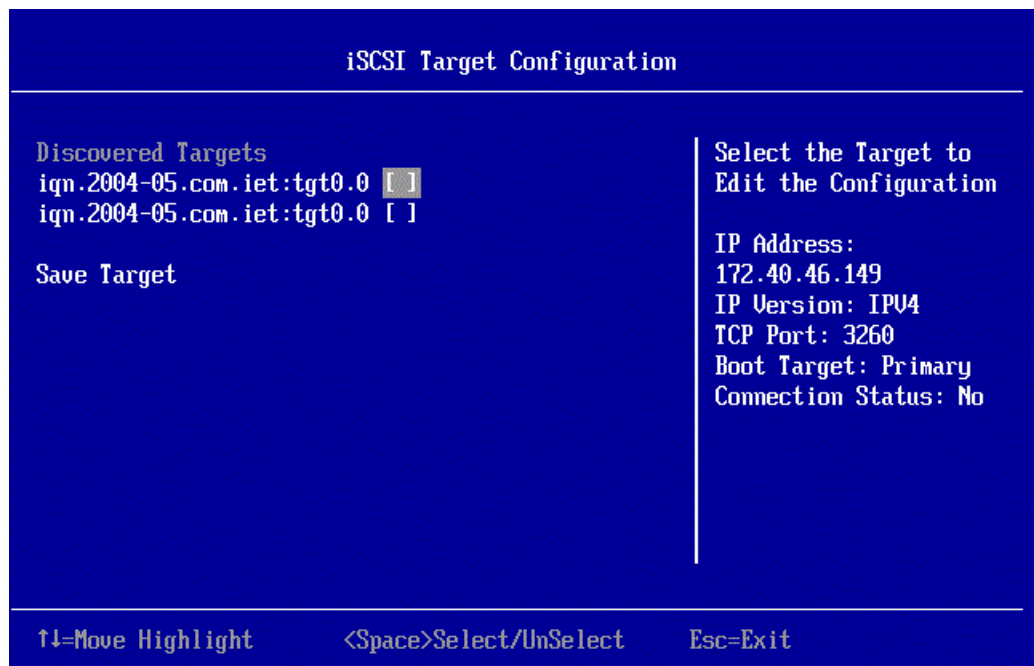 iSCSI Target Configuration
Discovered Targets
iqn.2004-05.com.iet:tgt0.0 [ ]
iqn.2004-05.com.iet:tgt0.0 [ ]
Save Target
Select the Target to
Edit the Configuration
IP Address:
172.40.46.149
IP Version: IPV4
TCP Port: 3260
Boot Target: Primary
Connection Status: No
↑↓=Move Highlight <Space>Select/UnSelect Esc=Exit